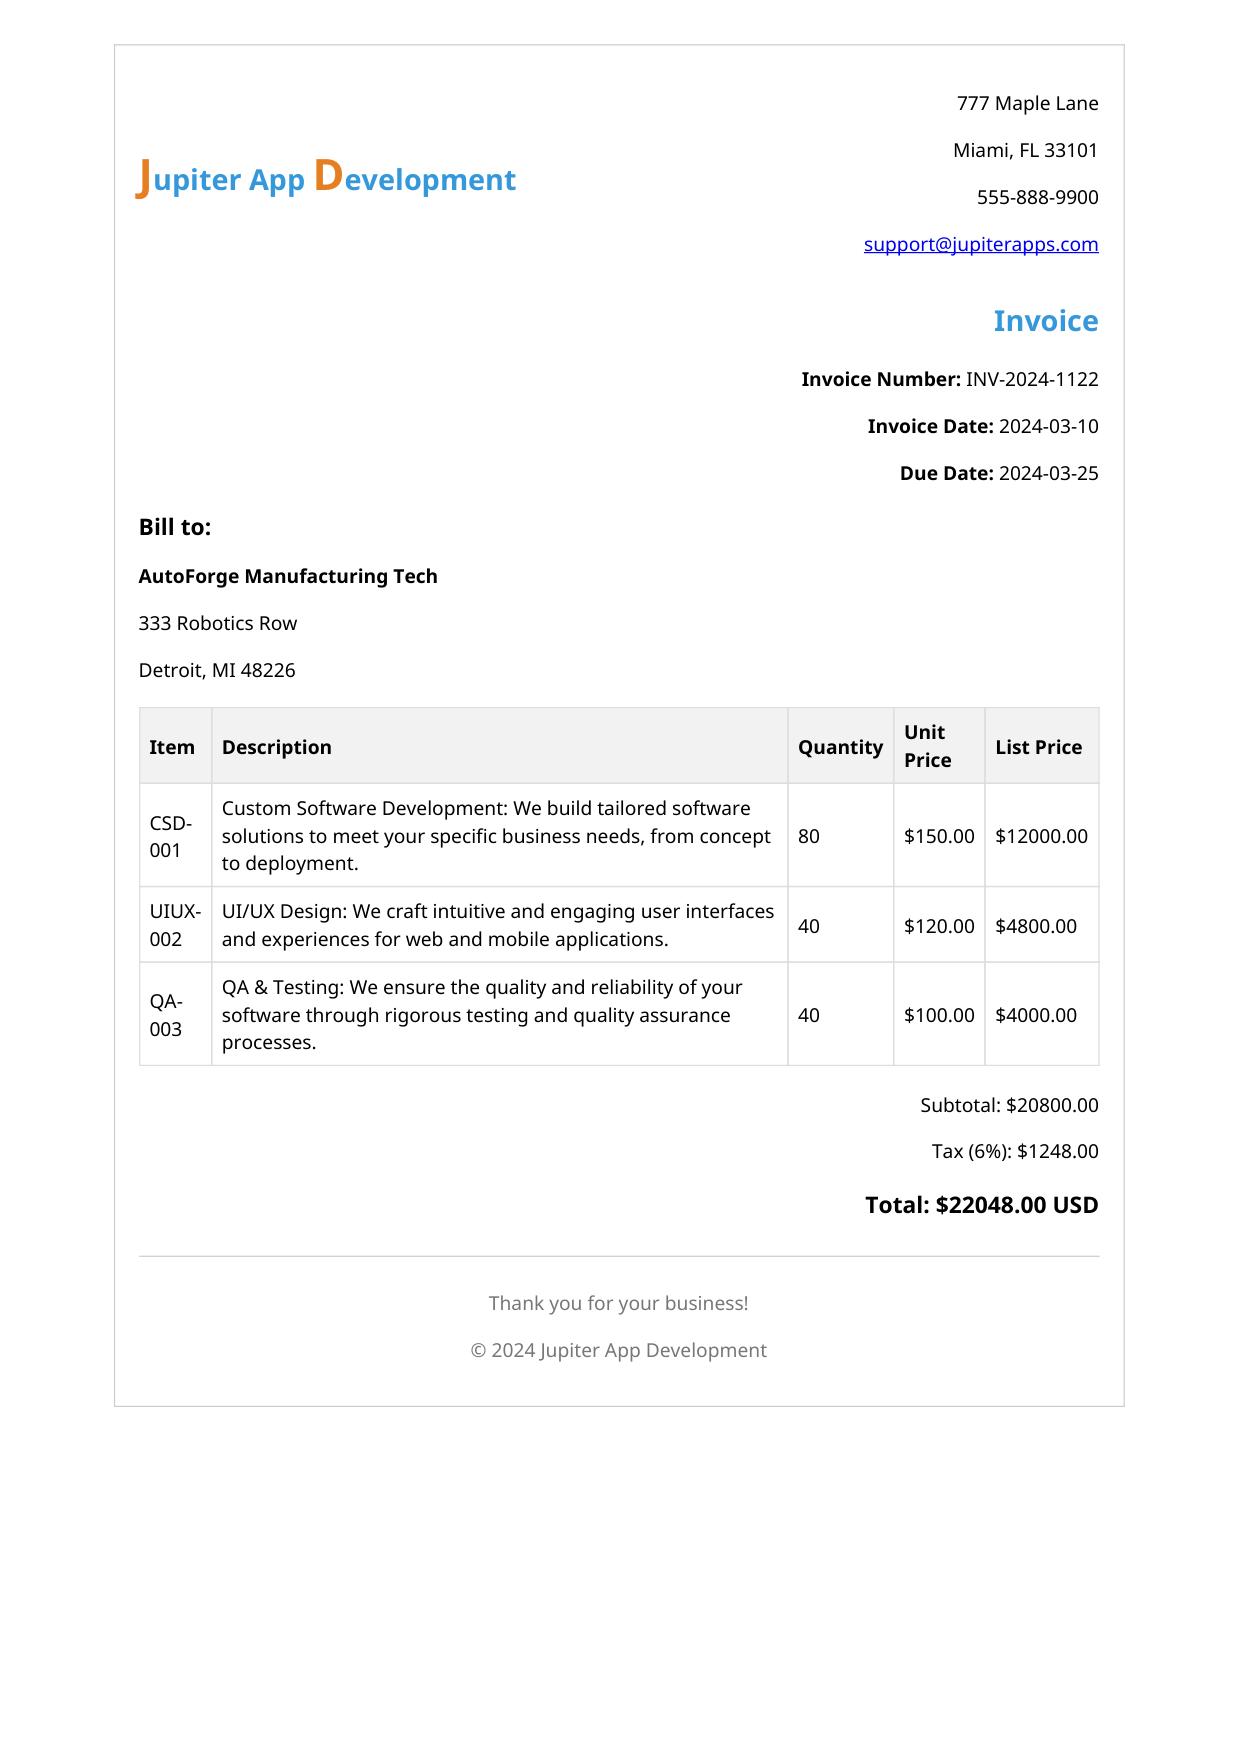 777 Maple Lane
Miami, FL 33101
Jupiter App Development
555-888-9900
support@jupiterapps.com
Invoice
Invoice Number: INV-2024-1122
Invoice Date: 2024-03-10
Due Date: 2024-03-25
Bill to:
AutoForge Manufacturing Tech
333 Robotics Row
Detroit, MI 48226
Item Description Quantity Unit Price List Price
CSD-001 Custom Software Development: We build tailored software
solutions to meet your specific business needs, from concept
to deployment. 80 $150.00 $12000.00
UIUX-002 UI/UX Design: We craft intuitive and engaging user interfaces
and experiences for web and mobile applications. 40 $120.00 $4800.00
QA-003 QA & Testing: We ensure the quality and reliability of your
software through rigorous testing and quality assurance
processes. 40 $100.00 $4000.00
Subtotal: $20800.00
Tax (6%): $1248.00
Total: $22048.00 USD
Thank you for your business!
© 2024 Jupiter App Development